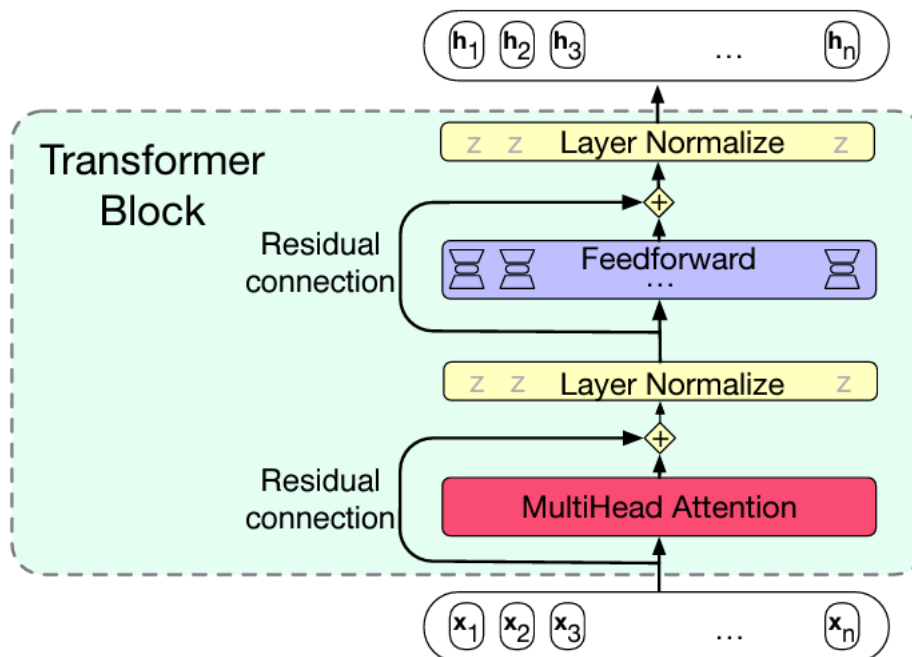 h1 h2 h3 … hn
Transformer
Block
z z Layer Normalize z
+
Residual
connection
Feedforward
…
z z Layer Normalize z
+
Residual
connection
MultiHead Attention
x1 x2 x3 … xn